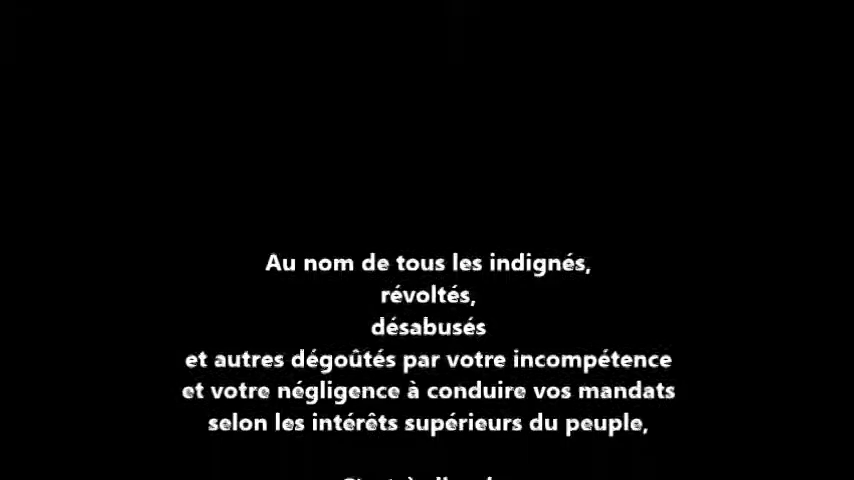 Au nom de tous les indignés,
révoltés,
désabusés
et autres dégoûtés par votre incompétence
et votre négligence à conduire vos mandats
selon les intérêts supérieurs du peuple,